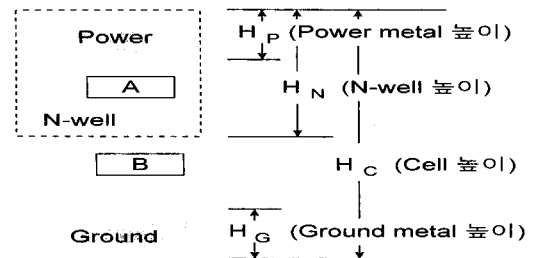 Power
H P (Power metal 높이)
A
H N (N-well 높이)
N-well
B
H C (Cell 높이)
Ground
H G (Ground metal 높이)